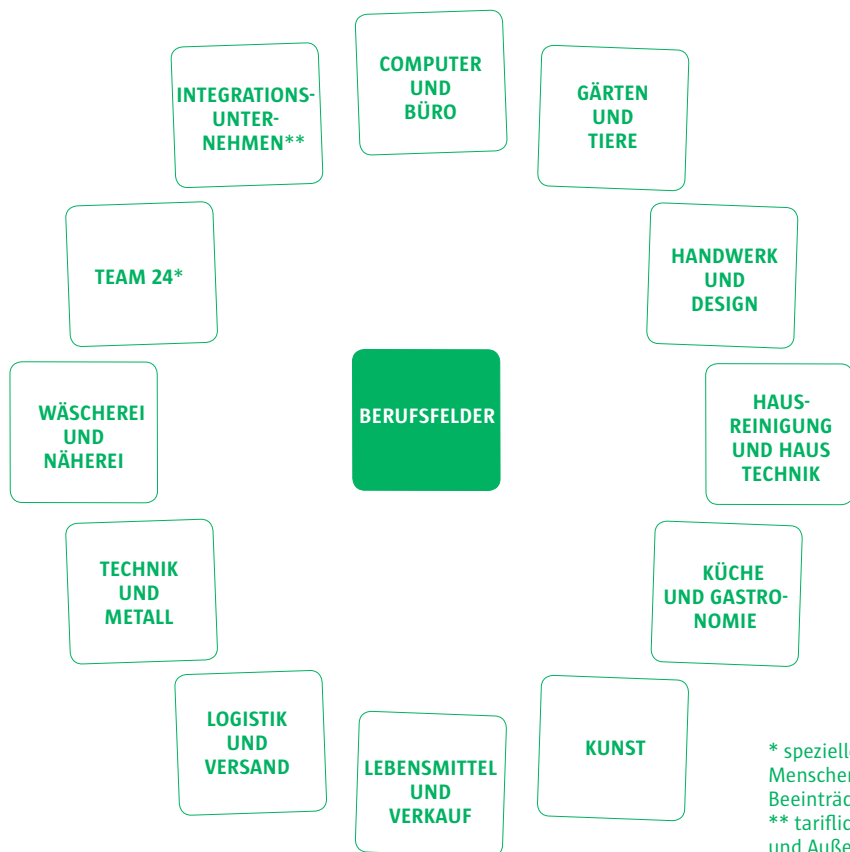 COMPUTER
UND
BÜRO
GÄRTEN
UND
TIERE
HANDWERK
UND
DESIGN
HAUS-
REINIGUNG
UND HAUS
TECHNIK
KÜCHE
UND GASTRO-
NOMIE
KUNST
LEBENSMITTEL
UND
VERKAUF
LOGISTIK
UND
VERSAND
TECHNIK
UND
METALL
WÄSCHEREI
UND
NÄHEREI
TEAM 24*
INTEGRATIONS-
UNTER-
NEHMEN**
BERUFSFELDER
*
** 
und